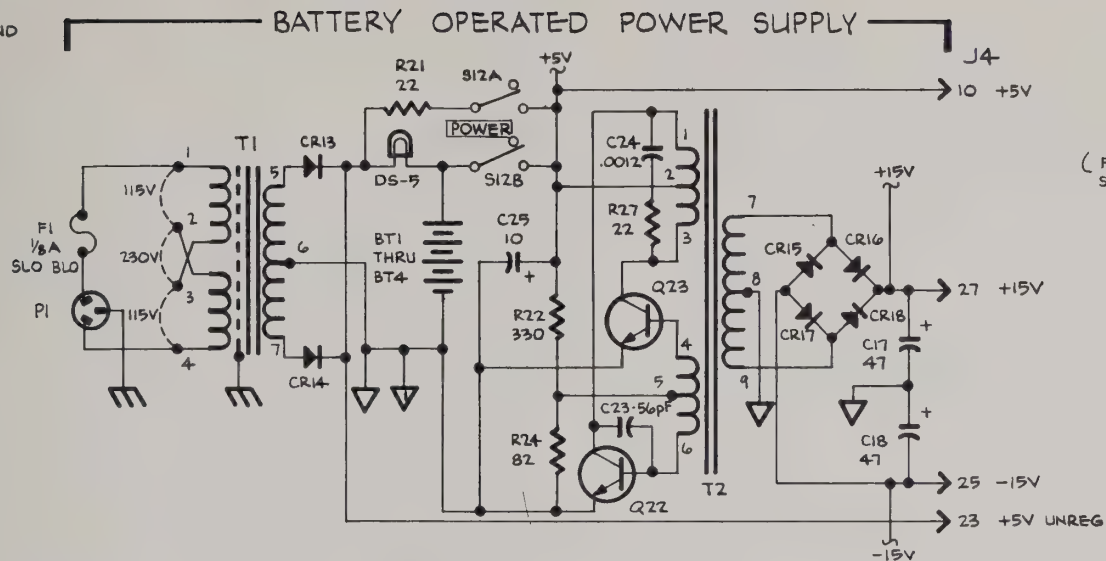 ND
BATTERY OPERATED POWER SUPPLY
J4
+5V
R21
22
S12A
10 +5V
POWER
S12B
DS-5
CR13
T1
1
115V
2
230V
3
115V
4
F1
1/8A
SLO BLO
P1
5
6
7
CR14
BT1
THRU
BT4
C25
10
+
C24
.0012
R27
22
1
2
3
Q23
R22
330
4
5
6
C23-56pf
R24
82
Q22
T2
7
8
9
CR15
CR16
CR17
CR18
+15V
27 +15V
+
C17
47
+
C18
47
25 -15V
23 +5V UNREG
-15V